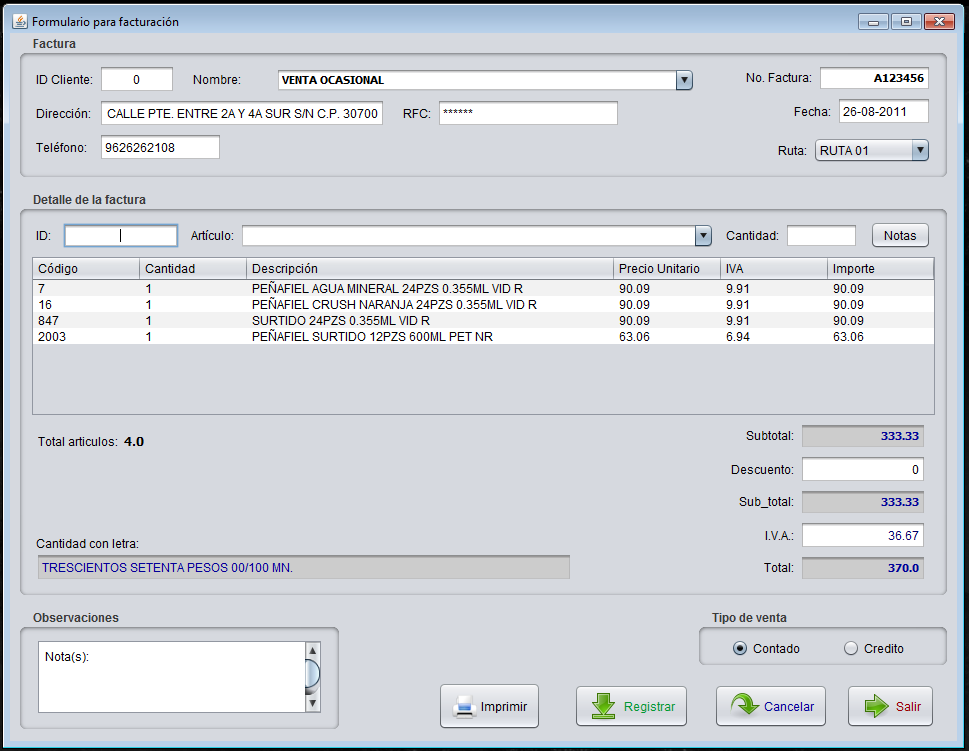 Formulario para facturación
Factura
ID Cliente: 0 Nombre: VENTA OCASIONAL No. Factura: A123456
Dirección: CALLE PTE. ENTRE 2A Y 4A SUR S/N C.P. 30700 RFC: ****** Fecha: 26-08-2011
Teléfono: 9626262108 Ruta: RUTA 01
Detalle de la factura
ID: Artículo: Cantidad: Notas
Código Cantidad Descripción Precio Unitario IVA Importe
7 1 PEÑAFIEL AGUA MINERAL 24PZS 0.355ML VID R 90.09 9.91 90.09
16 1 PEÑAFIEL CRUSH NARANJA 24PZS 0.355ML VID R 90.09 9.91 90.09
847 1 SURTIDO 24PZS 0.355ML VID R 90.09 9.91 90.09
2003 1 PEÑAFIEL SURTIDO 12PZS 600ML PET NR 63.06 6.94 63.06
Total articulos: 4.0
Subtotal: 333.33
Descuento: 0
Sub_total: 333.33
I.V.A.: 36.67
Total: 370.0
Cantidad con letra:
TRESCIENTOS SETENTA PESOS 00/100 MN.
Observaciones
Nota(s):
Tipo de venta
Contado Credito
Imprimir Registrar Cancelar Salir